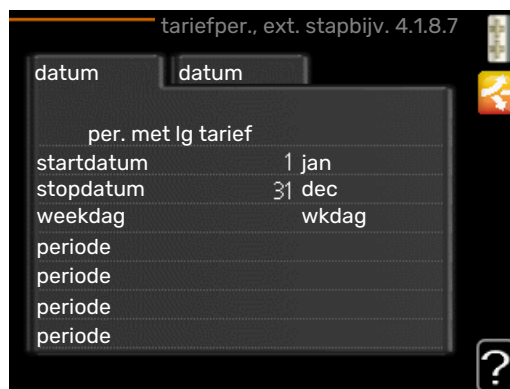 tariefper., ext. stapbijv. 4.1.8.7
datum datum
per. met lg tarief
startdatum 1 jan
stopdatum 31 dec
weekdag wkdag
periode
periode
periode
periode
?